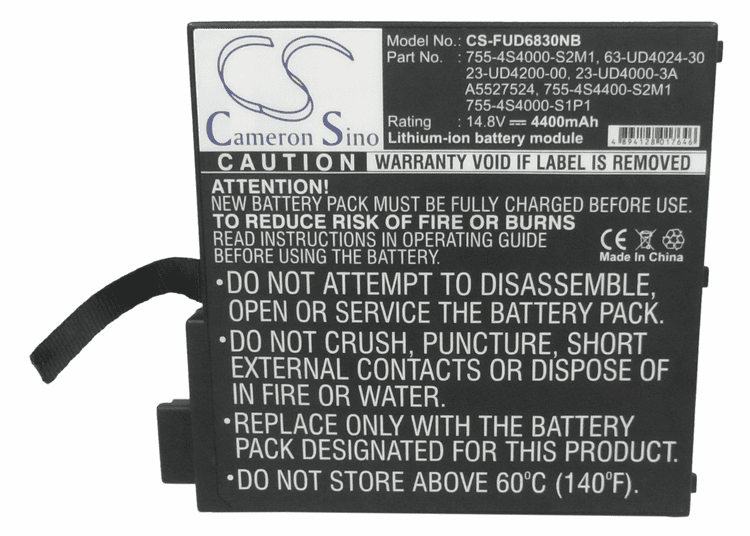 CS
Cameron Sino
Model No.: CS-FUD6830NB
Part No. : 755-4S4000-S2M1, 63-UD4024-30
23-UD4200-00, 23-UD4000-3A
A5527524, 755-4S4400-S2M1
755-4S4000-S1P1
Rating : 14.8V 4400mAh
Lithium-ion battery module
4 894128 017646
CAUTION WARRANTY VOID IF LABEL IS REMOVED
ATTENTION!
NEW BATTERY PACK MUST BE FULLY CHARGED BEFORE USE.
TO REDUCE RISK OF FIRE OR BURNS
READ INSTRUCTIONS IN OPERATING GUIDE
BEFORE USING THE BATTERY.
CE
Made In China
•DO NOT ATTEMPT TO DISASSEMBLE,
OPEN OR SERVICE THE BATTERY PACK.
•DO NOT CRUSH, PUNCTURE, SHORT
EXTERNAL CONTACTS OR DISPOSE OF
IN FIRE OR WATER.
•REPLACE ONLY WITH THE BATTERY
PACK DESIGNATED FOR THIS PRODUCT.
•DO NOT STORE ABOVE 60°C (140°F).